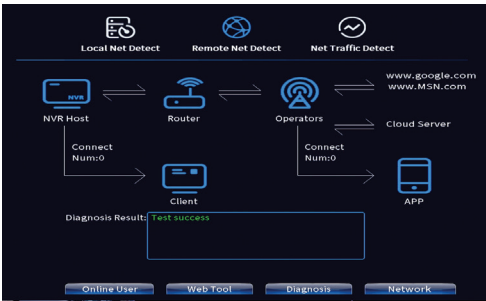 Local Net Detect
Remote Net Detect
Net Traffic Detect
www.google.com
www.MSN.com
NVR
NVR Host
Router
Operators
Cloud Server
Connect
Num:0
Connect
Num:0
Client
APP
Diagnosis Result: Test success
Online User
Web Tool
Diagnosis
Network